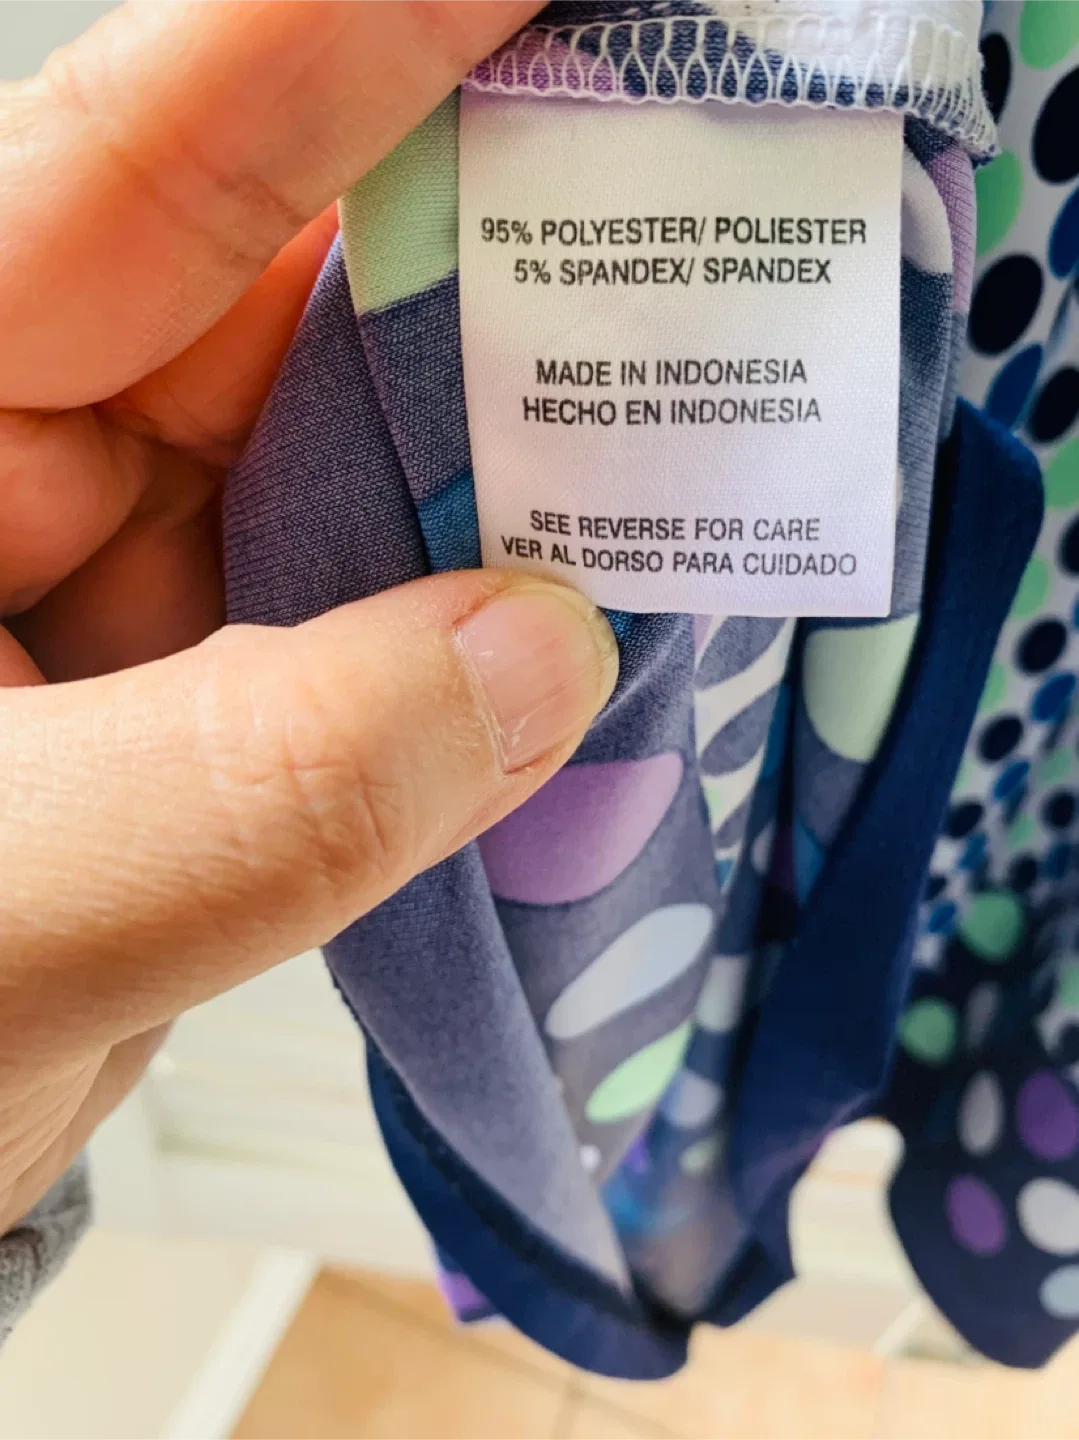 95% POLYESTER/ POLIESTER
5% SPANDEX/ SPANDEX
MADE IN INDONESIA
HECHO EN INDONESIA
SEE REVERSE FOR CARE
VER AL DORSO PARA CUIDADO